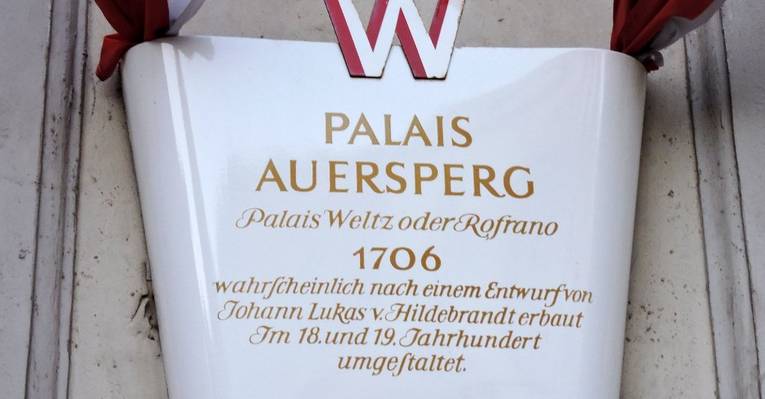 W
PALAIS
AUERSPERG
Palais Weltz oder Rofrano
1706
wahrſcheinlich nach einem Entwurf von
Johann Lukas v. Hildebrandt erbaut
Im 18. und 19. Jahrhundert
umgeſtaltet.